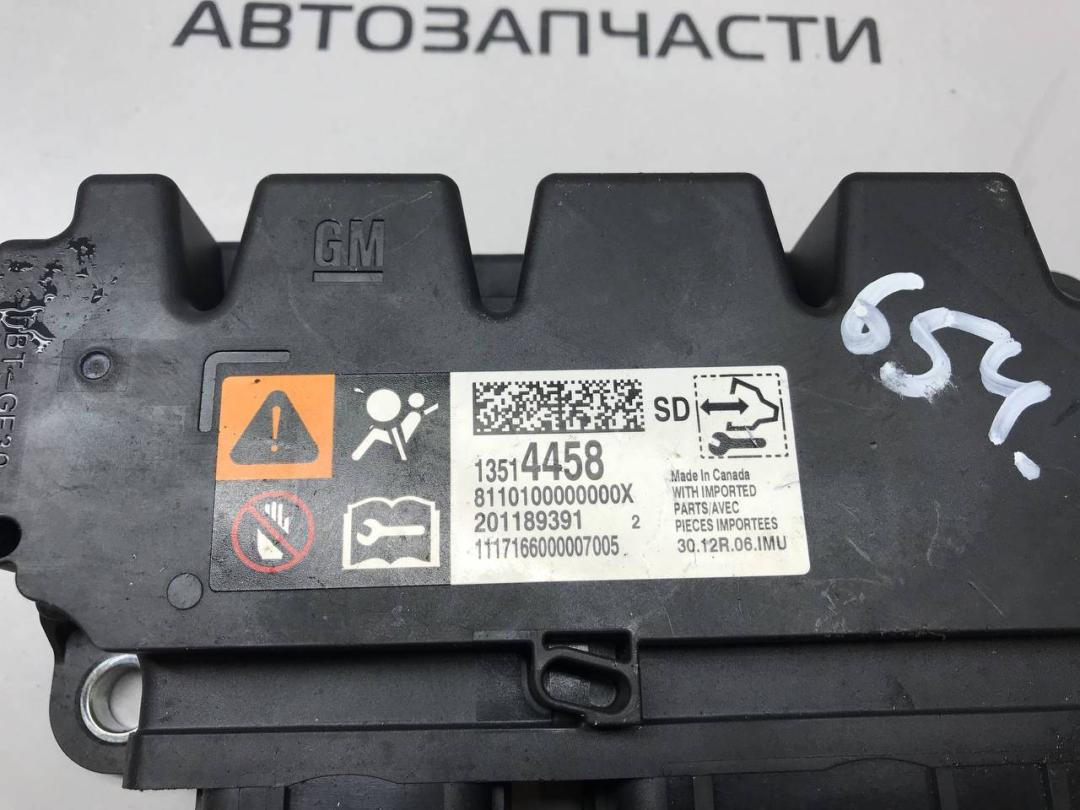 АВТОЗАПЧАСТИ
GM
SD
13514458
8110100000000X
201189391 2
1117166000007005
Made In Canada
WITH IMPORTED
PARTS/AVEC
PIECES IMPORTEES
30.12R.06.IMU